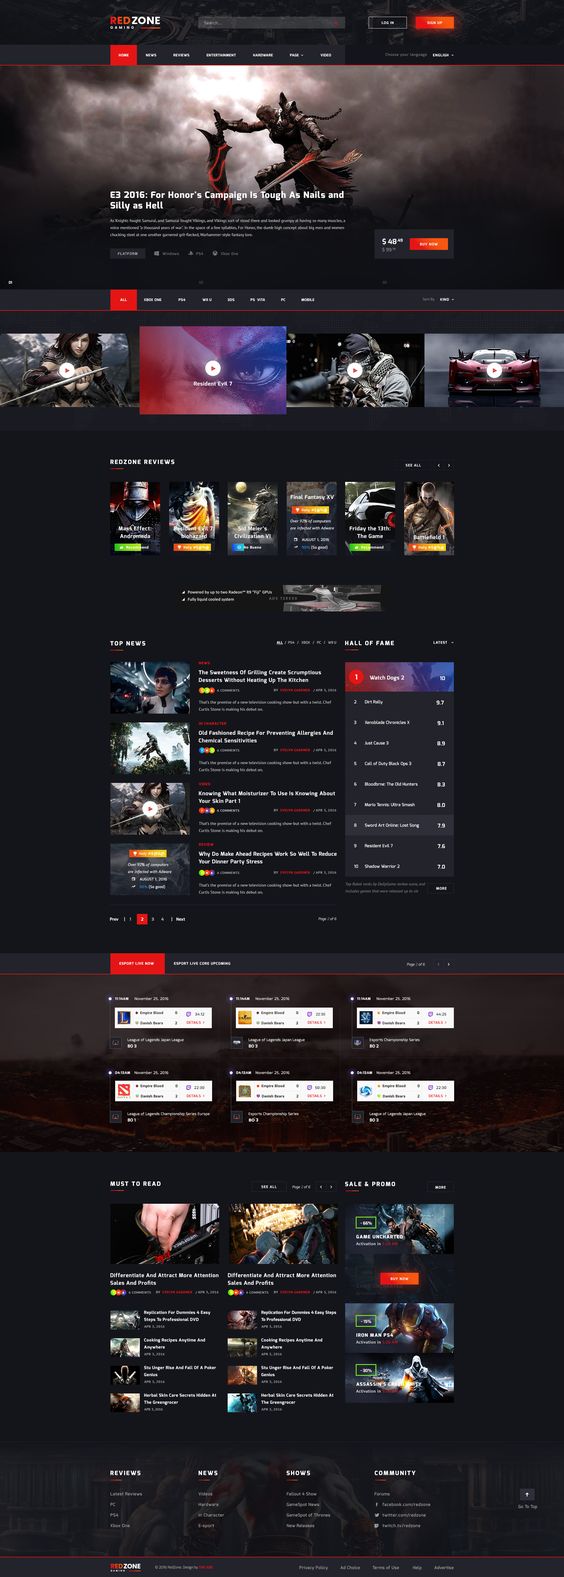 REDZONE
GAMING
Search...
LOG IN
SIGN UP
HOME
NEWS
REVIEWS
ENTERTAINMENT
HARDWARE
PAGE
VIDEO
Choose your language
ENGLISH
E3 2016: For Honor's Campaign Is Tough As Nails and
Silly as Hell
As Knights fought Samurai, and Samurai fought Vikings, and Vikings sort of stood there and looked grumpy at having so many muscles, a
voice mentioned "a thousand years of war". In the space of a few syllables, For Honor, the dumb high concept about big men and women
chucking steel at one another garnered grit-flecked, Warhammer-style fantasy lore.
PLATFORM
Windows
PS4
Xbox One
$ 48
BUY NOW
01
ALL
XBOX ONE
PS4
WII U
3DS
PS VITA
PC
MOBILE
Sort By
KIND
Resident Evil 7
REDZONE REVIEWS
SEE ALL
Mass Effect:
Andromeda
Recommend
Resident Evil 7
biohazard
Sid Meier's
Civilization VI
No Bueno
Final Fantasy XV
Over 92% of computers
are infected with Adware
AUGUST 1, 2016
90% (So good)
Friday the 13th:
The Game
Recommend
Battlefield 1
Powered by up to two Radeon™ R9 "Fiji" GPUs
Fully liquid cooled system
TOP NEWS
ALL / PS4 / XBOX / PC / WII U
NEWS
The Sweetness Of Grilling Create Scrumptious
Desserts Without Heating Up The Kitchen
6 COMMENTS
BY EVELYN GARDNER / APR 5, 2016
That's the premise of a new television cooking show but with a twist. Chef
Curtis Stone is making his debut on.
IN CHARACTER
Old Fashioned Recipe For Preventing Allergies And
Chemical Sensitivities
6 COMMENTS
BY EVELYN GARDNER / APR 5, 2016
That's the premise of a new television cooking show but with a twist. Chef
Curtis Stone is making his debut on.
VIDEO
Knowing What Moisturizer To Use Is Knowing About
Your Skin Part 1
6 COMMENTS
BY EVELYN GARDNER / APR 5, 2016
That's the premise of a new television cooking show but with a twist. Chef
Curtis Stone is making his debut on.
Over 92% of computers
are infected with Adware
AUGUST 1, 2016
90% (So good)
REVIEW
Why Do Make Ahead Recipes Work So Well To Reduce
Your Dinner Party Stress
6 COMMENTS
BY EVELYN GARDNER / APR 5, 2016
That's the premise of a new television cooking show but with a twist. Chef
Curtis Stone is making his debut on.
Prev | 1 2 3 4 | Next
Page 1 of 6
HALL OF FAME
LATEST
1 Watch Dogs 2 10
2 Dirt Rally 9.7
3 Xenoblade Chronicles X 9.1
4 Just Cause 3 8.9
5 Call of Duty Black Ops 3 8.7
6 Bloodborne: The Old Hunters 8.3
7 Mario Tennis: Ultra Smash 8.0
8 Sword Art Online: Lost Song 7.9
9 Resident Evil 7 7.6
10 Shadow Warrior 2 7.0
MORE
ESPORT LIVE NOW
ESPORT LIVE CORE UPCOMING
Page 1 of 6
11:14AM November 25, 2016
Empire Blood 0
Danish Bears 2
34:12
DETAILS
League of Legends Japan League
BO 3
11:14AM November 25, 2016
Empire Blood 0
Danish Bears 2
22:30
DETAILS
League of Legends Japan League
BO 3
11:14AM November 25, 2016
Empire Blood 0
Danish Bears 2
44:25
DETAILS
Esports Championship Series
BO 2
04:13AM November 25, 2016
Empire Blood 0
Danish Bears 2
22:30
DETAILS
League of Legends Championship Series Europe
BO 1
04:13AM November 25, 2016
Empire Blood 0
Danish Bears 2
50:30
DETAILS
Esports Championship Series
BO 3
04:13AM November 25, 2016
Empire Blood 0
Danish Bears 2
22:30
DETAILS
League of Legends Japan League
BO 3
MUST TO READ
SEE ALL
Page 1 of 6
Differentiate And Attract More Attention
Sales And Profits
6 COMMENTS
BY EVELYN GARDNER / APR 5, 2016
Differentiate And Attract More Attention
Sales And Profits
6 COMMENTS
BY EVELYN GARDNER / APR 5, 2016
Replication For Dummies 4 Easy
Steps To Professional DVD
APR 5, 2016
Replication For Dummies 4 Easy
Steps To Professional DVD
APR 5, 2016
Cooking Recipes Anytime And
Anywhere
APR 5, 2016
Cooking Recipes Anytime And
Anywhere
APR 5, 2016
Stu Unger Rise And Fall Of A Poker
Genius
APR 5, 2016
Stu Unger Rise And Fall Of A Poker
Genius
APR 5, 2016
Herbal Skin Care Secrets Hidden At
The Greengrocer
APR 5, 2016
Herbal Skin Care Secrets Hidden At
The Greengrocer
APR 5, 2016
SALE & PROMO
MORE
- 66%
GAME UNCHARTED
Activation in
BUY NOW
- 15%
IRON MAN PS4
Activation in
- 30%
ASSASSIN'S
Activation in
REVIEWS
Latest Reviews
PC
PS4
Xbox One
NEWS
Videos
Hardware
In Character
E-sport
SHOWS
Fallout 4 Show
GameSpot News
GameSpot of Thrones
New Releases
COMMUNITY
Forums
facebook.com/redzone
twitter.com/redzone
twitch.tv/redzone
Go To Top
REDZONE
GAMING
© 2016 RedZone. Design by
Privacy Policy
Ad Choice
Terms of Use
Help
Advertise